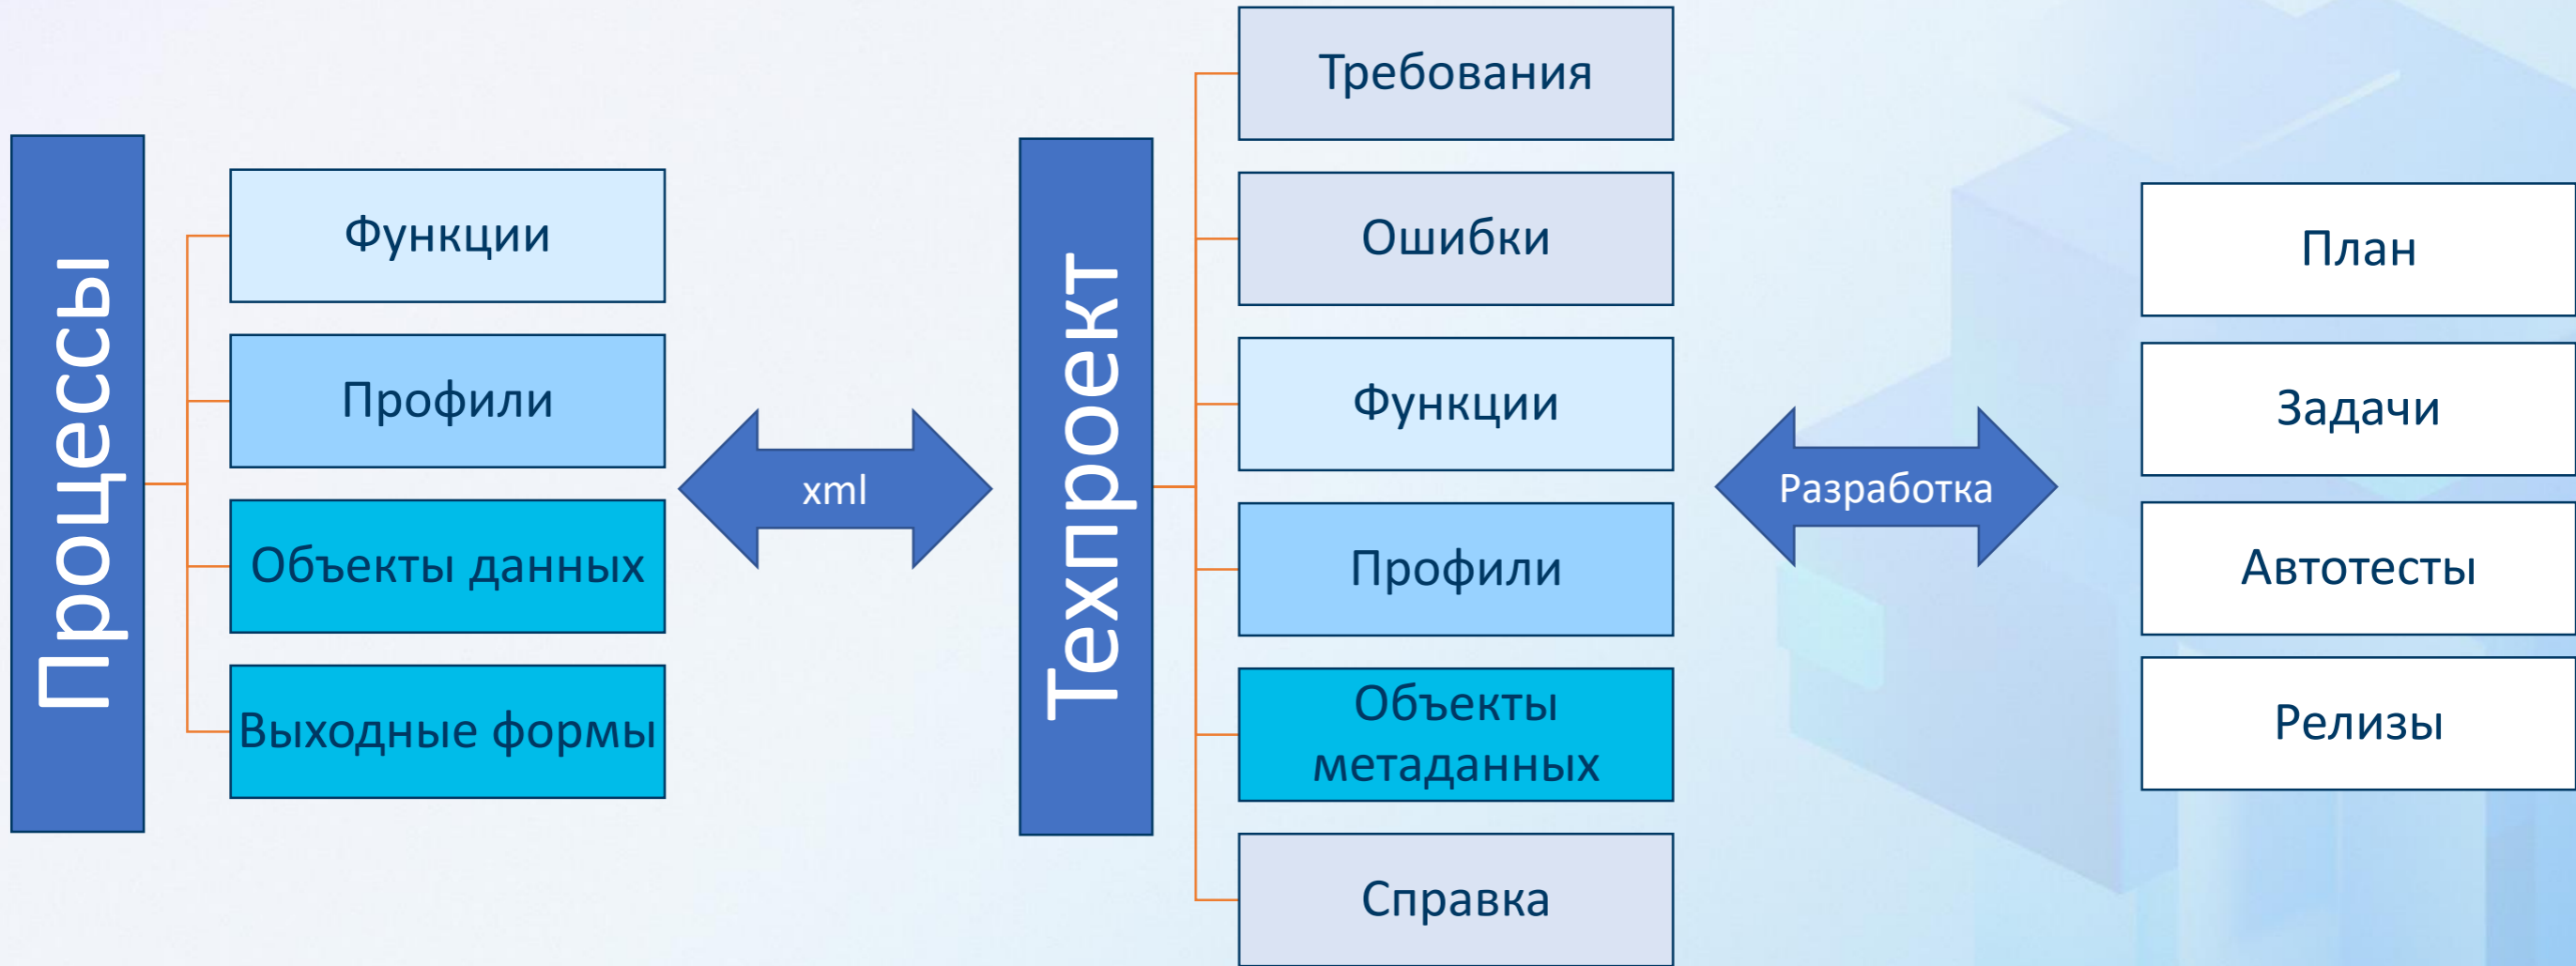 Процессы
Функции
Профили
Объекты данных
Выходные формы
xml
Техпроект
Требования
Ошибки
Функции
Профили
Объекты
метаданных
Справка
Разработка
План
Задачи
Автотесты
Релизы